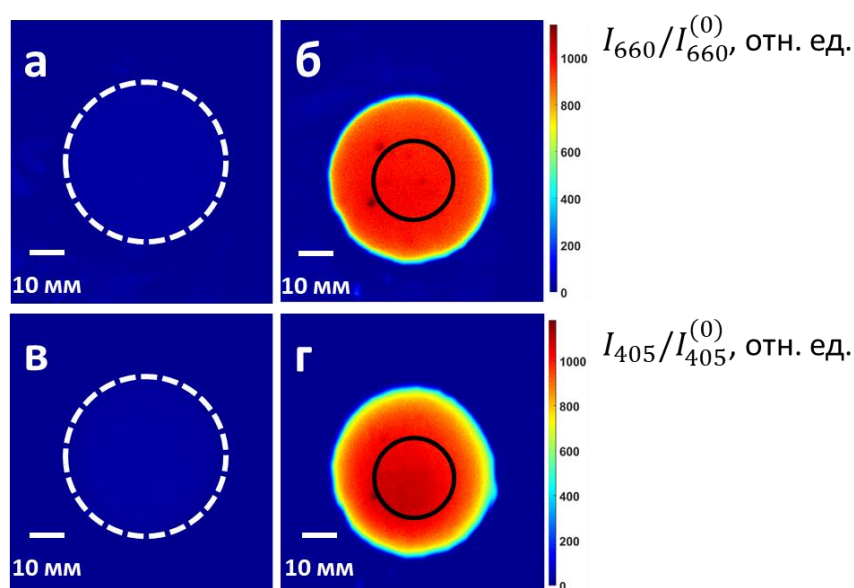 а
б
10 мм
10 мм
1000
800
600
400
200
0
I₆₆₀/I₆₆₀⁽⁰⁾, отн. ед.
в
г
10 мм
10 мм
1000
800
600
400
200
0
I₄₀₅/I₄₀₅⁽⁰⁾, отн. ед.